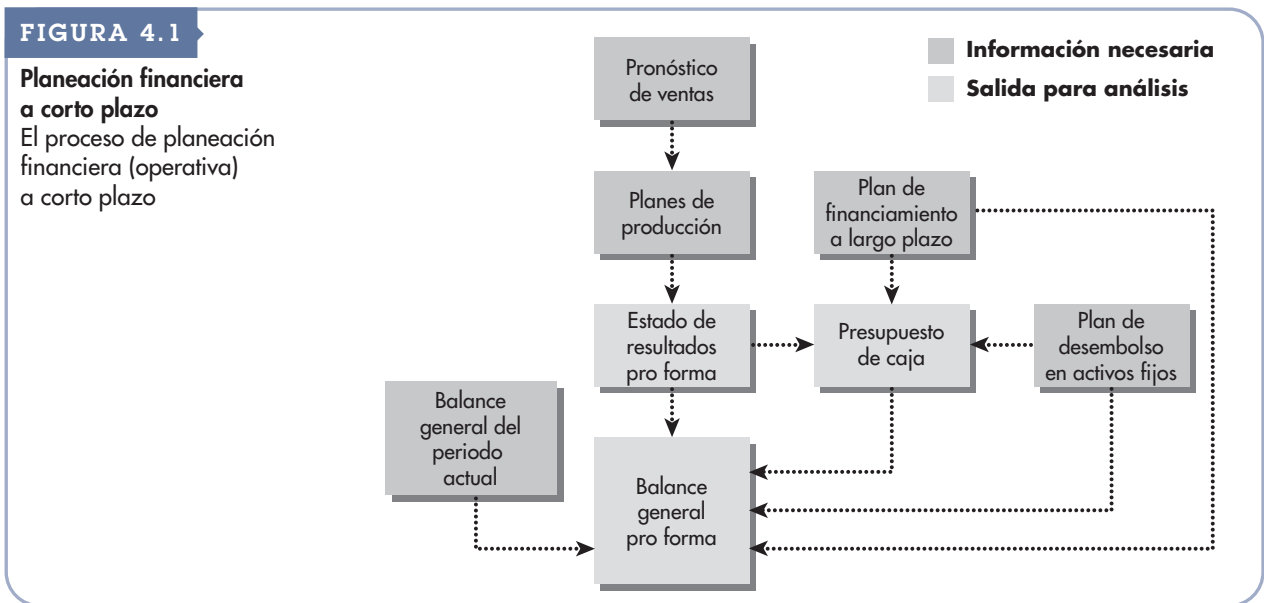 FIGURA 4.1
Planeación financiera
a corto plazo
El proceso de planeación
financiera (operativa)
a corto plazo
Información necesaria
Salida para análisis
Pronóstico
de ventas
Planes de
producción
Plan de
financiamiento
a largo plazo
Estado de
resultados
pro forma
Presupuesto
de caja
Plan de
desembolso
en activos fijos
Balance
general del
periodo
actual
Balance
general
pro forma